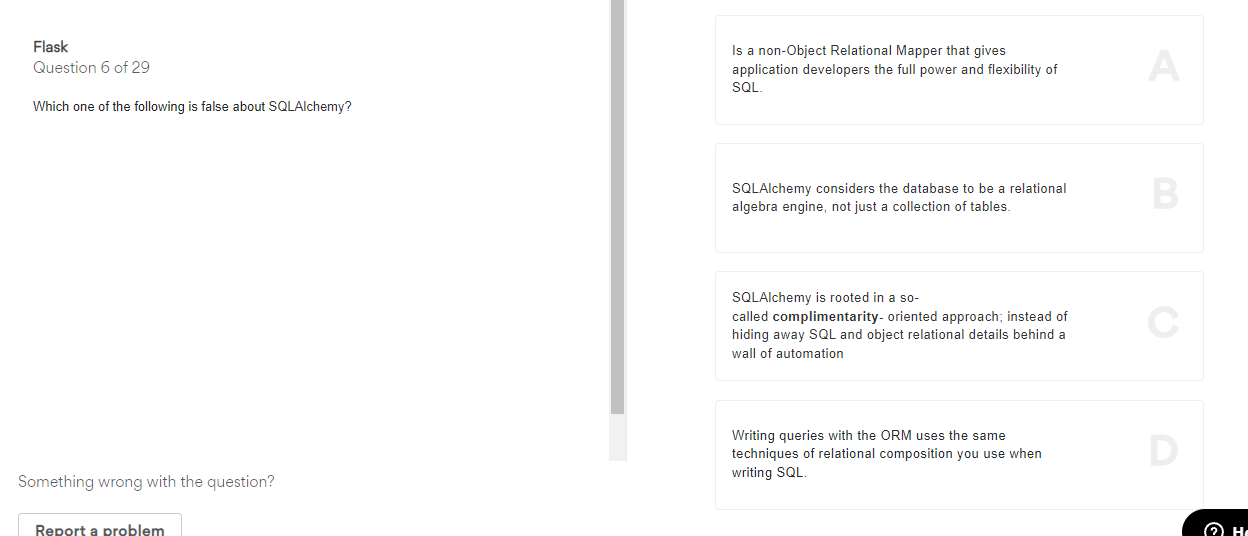 Flask
Question 6 of 29
Which one of the following is false about SQLAlchemy?
Something wrong with the question?
Report a problem
Is a non-Object Relational Mapper that gives
application developers the full power and flexibility of
SQL.
A
SQLAlchemy considers the database to be a relational
algebra engine, not just a collection of tables.
B
SQLAlchemy is rooted in a so-
called complimentarity- oriented approach; instead of
hiding away SQL and object relational details behind a
wall of automation
C
Writing queries with the ORM uses the same
techniques of relational composition you use when
writing SQL.
D